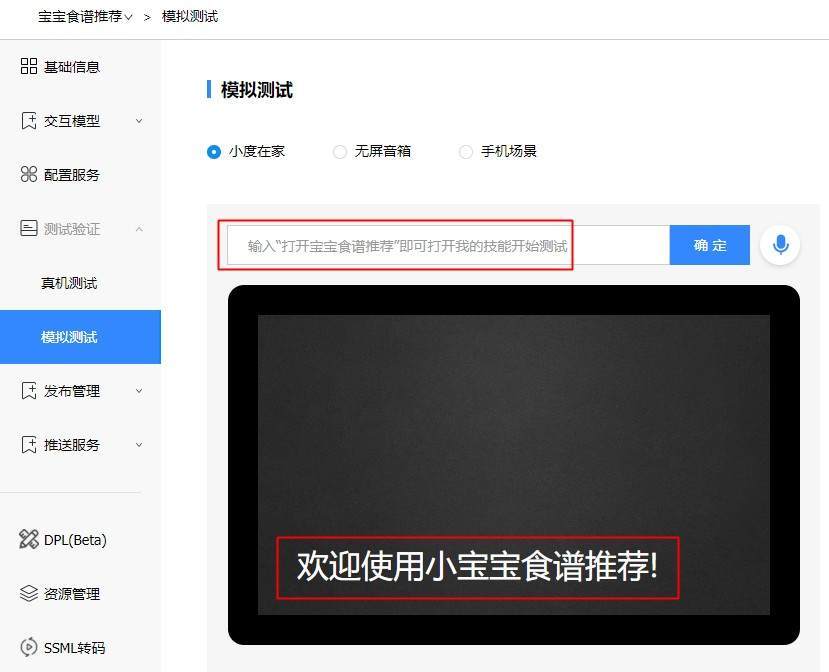 宝宝食谱推荐 > 模拟测试
基础信息
交互模型
配置服务
测试验证
真机测试
模拟测试
发布管理
推送服务
DPL(Beta)
资源管理
SSML转码
模拟测试
小度在家 无屏音箱 手机场景
输入“打开宝宝食谱推荐”即可打开我的技能开始测试 确 定
欢迎使用小宝宝食谱推荐!